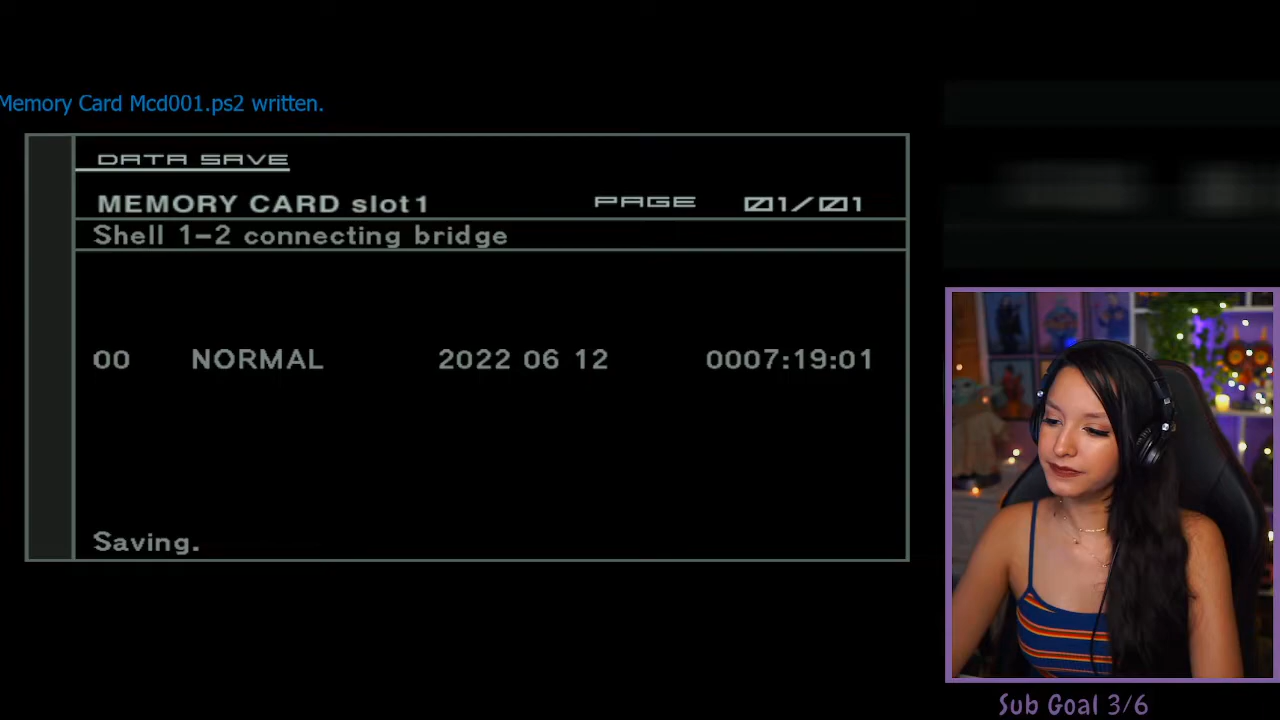 Memory Card Mcd001.ps2 written.
DATA SAVE
MEMORY CARD slot1 PAGE 01/01
Shell 1-2 connecting bridge
00 NORMAL 2022 06 12 0007:19:01
Saving.
Sub Goal 3/6